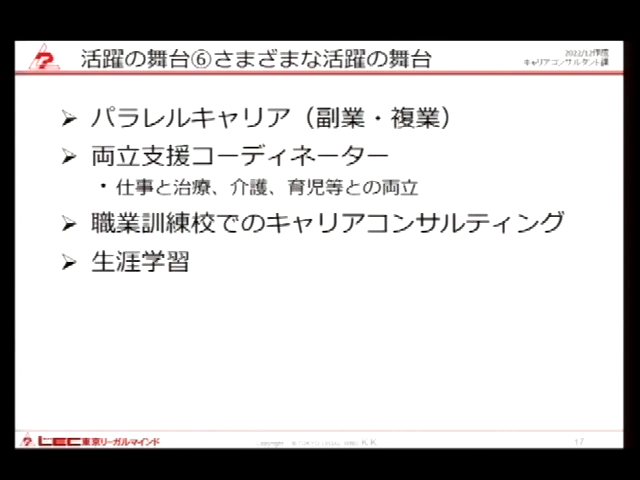 活躍の舞台⑥さまざまな活躍の舞台
2022/12作成
キャリアコンサルタント課
➢ パラレルキャリア（副業・複業）
➢ 両立支援コーディネーター
・仕事と治療、介護、育児等との両立
➢ 職業訓練校でのキャリアコンサルティング
➢ 生涯学習
LEC東京リーガルマインド
17